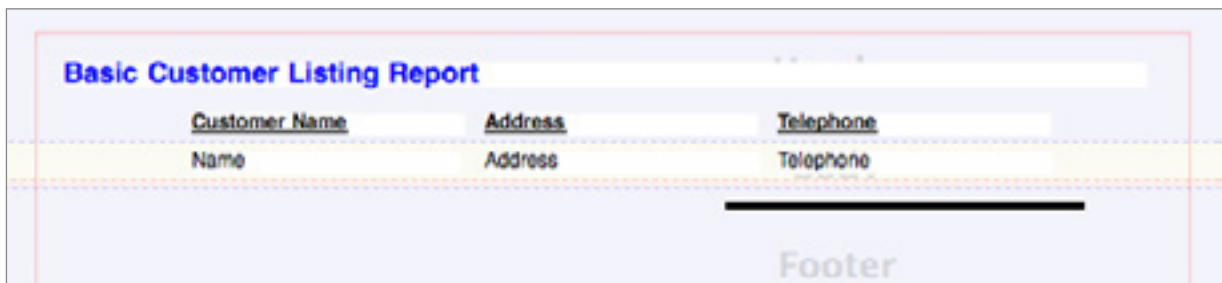 Basic Customer Listing Report
Customer Name Address Telephone
Name Address Telephone
Footer